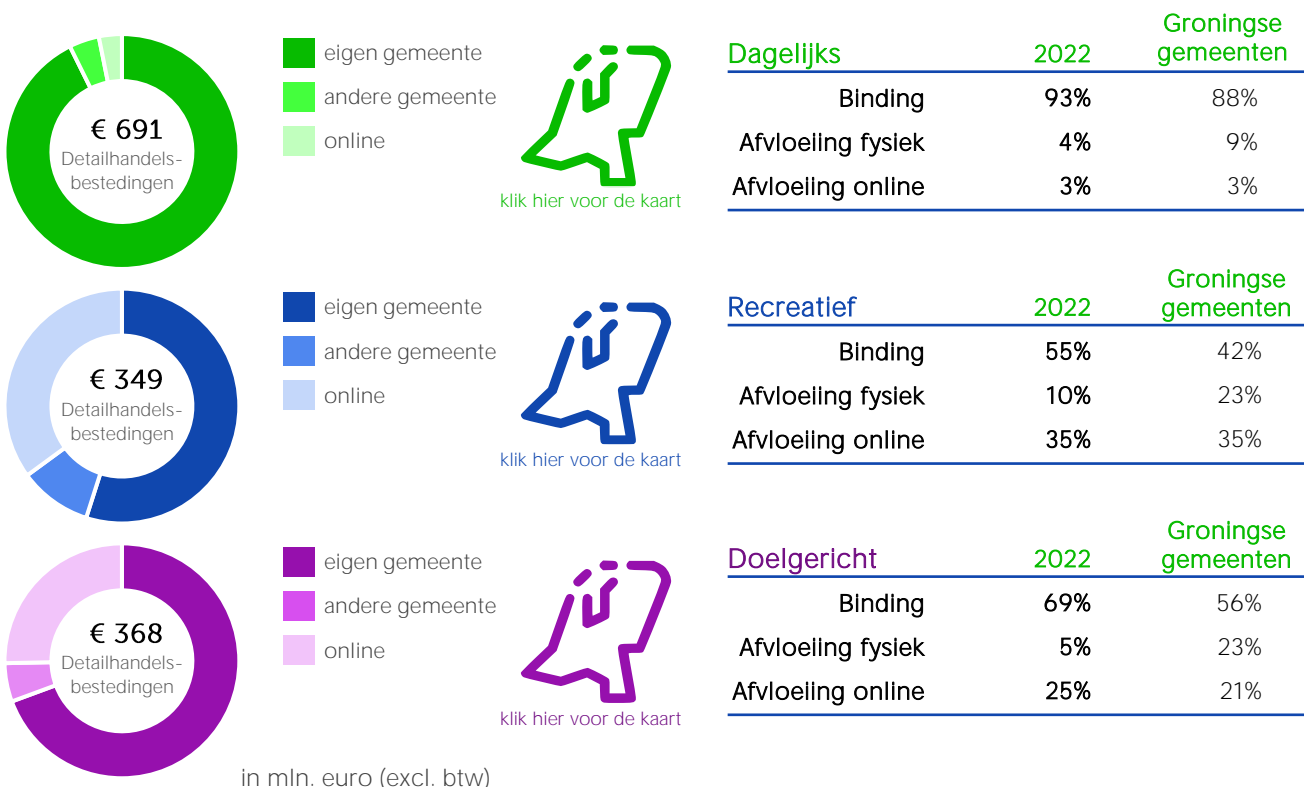 € 691
Detailhandels-
bestedingen
eigen gemeente
andere gemeente
online
klik hier voor de kaart
Dagelijks 2022 Groningse
gemeenten
Binding 93% 88%
Afvloeiing fysiek 4% 9%
Afvloeiing online 3% 3%
€ 349
Detailhandels-
bestedingen
eigen gemeente
andere gemeente
online
klik hier voor de kaart
Recreatief 2022 Groningse
gemeenten
Binding 55% 42%
Afvloeiing fysiek 10% 23%
Afvloeiing online 35% 35%
€ 368
Detailhandels-
bestedingen
eigen gemeente
andere gemeente
online
klik hier voor de kaart
Doelgericht 2022 Groningse
gemeenten
Binding 69% 56%
Afvloeiing fysiek 5% 23%
Afvloeiing online 25% 21%
in mln. euro (excl. btw)